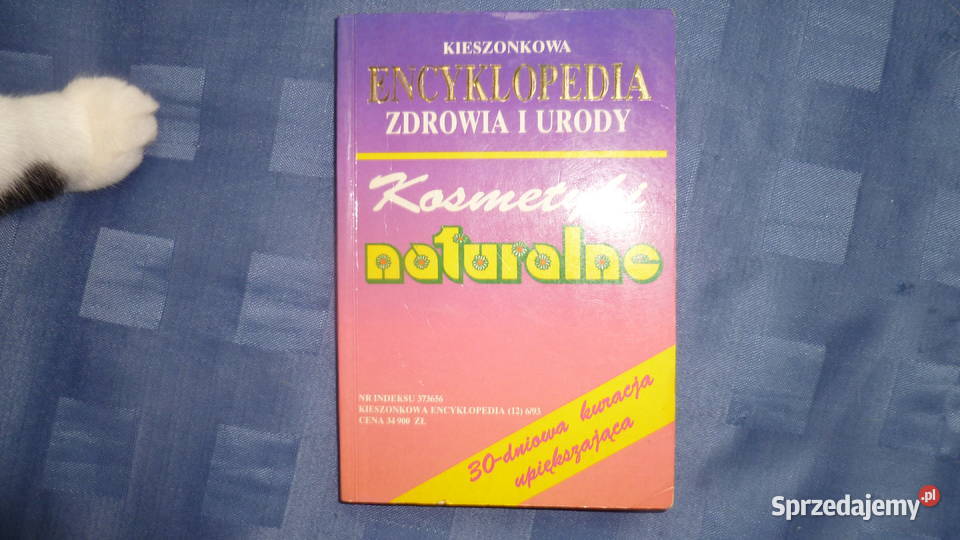 KIESZONKOWA
ENCYKLOPEDIA
ZDROWIA I URODY
Kosmetyki
naturalne
NR INDEKSU 373656
KIESZONKOWA ENCYKLOPEDIA (12) 6/93
CENA 34 900 ZŁ
30-dniowa kuracja
upiększająca
Sprzedajemy.pl